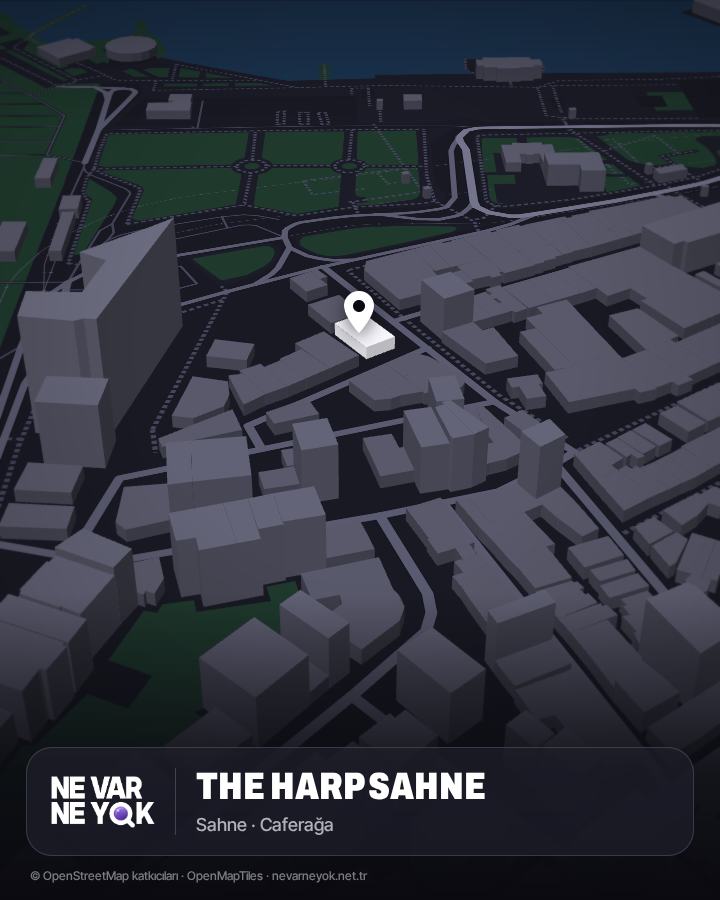 NE VAR
NE YOK
THE HARP SAHNE
Sahne · Caferağa
© OpenStreetMap katkıcıları · OpenMapTiles · nevarneyok.net.tr